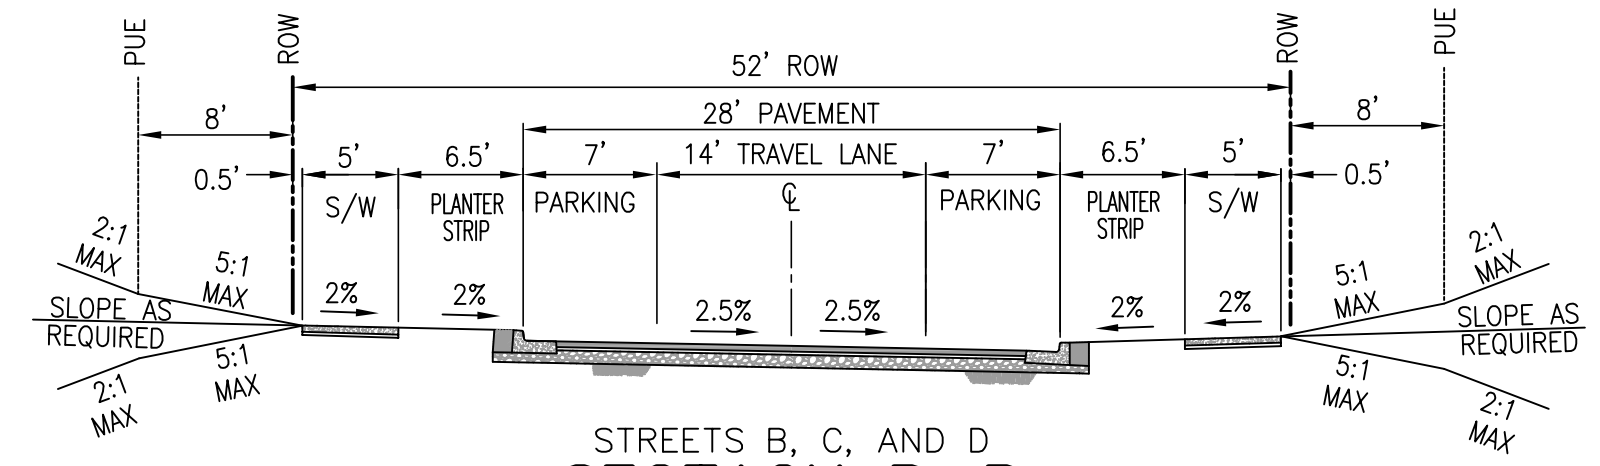 PUE
ROW
ROW
PUE
52' ROW
8'
28' PAVEMENT
8'
0.5'
5'
6.5'
7'
14' TRAVEL LANE
7'
6.5'
5'
0.5'
S/W
PLANTER
STRIP
PARKING
℄
PARKING
PLANTER
STRIP
S/W
2:1
MAX
5:1
MAX
2%
2%
2.5%
2.5%
2%
2%
5:1
MAX
2:1
MAX
SLOPE AS
REQUIRED
SLOPE AS
REQUIRED
2:1
MAX
5:1
MAX
5:1
MAX
2:1
MAX
STREETS B, C, AND D